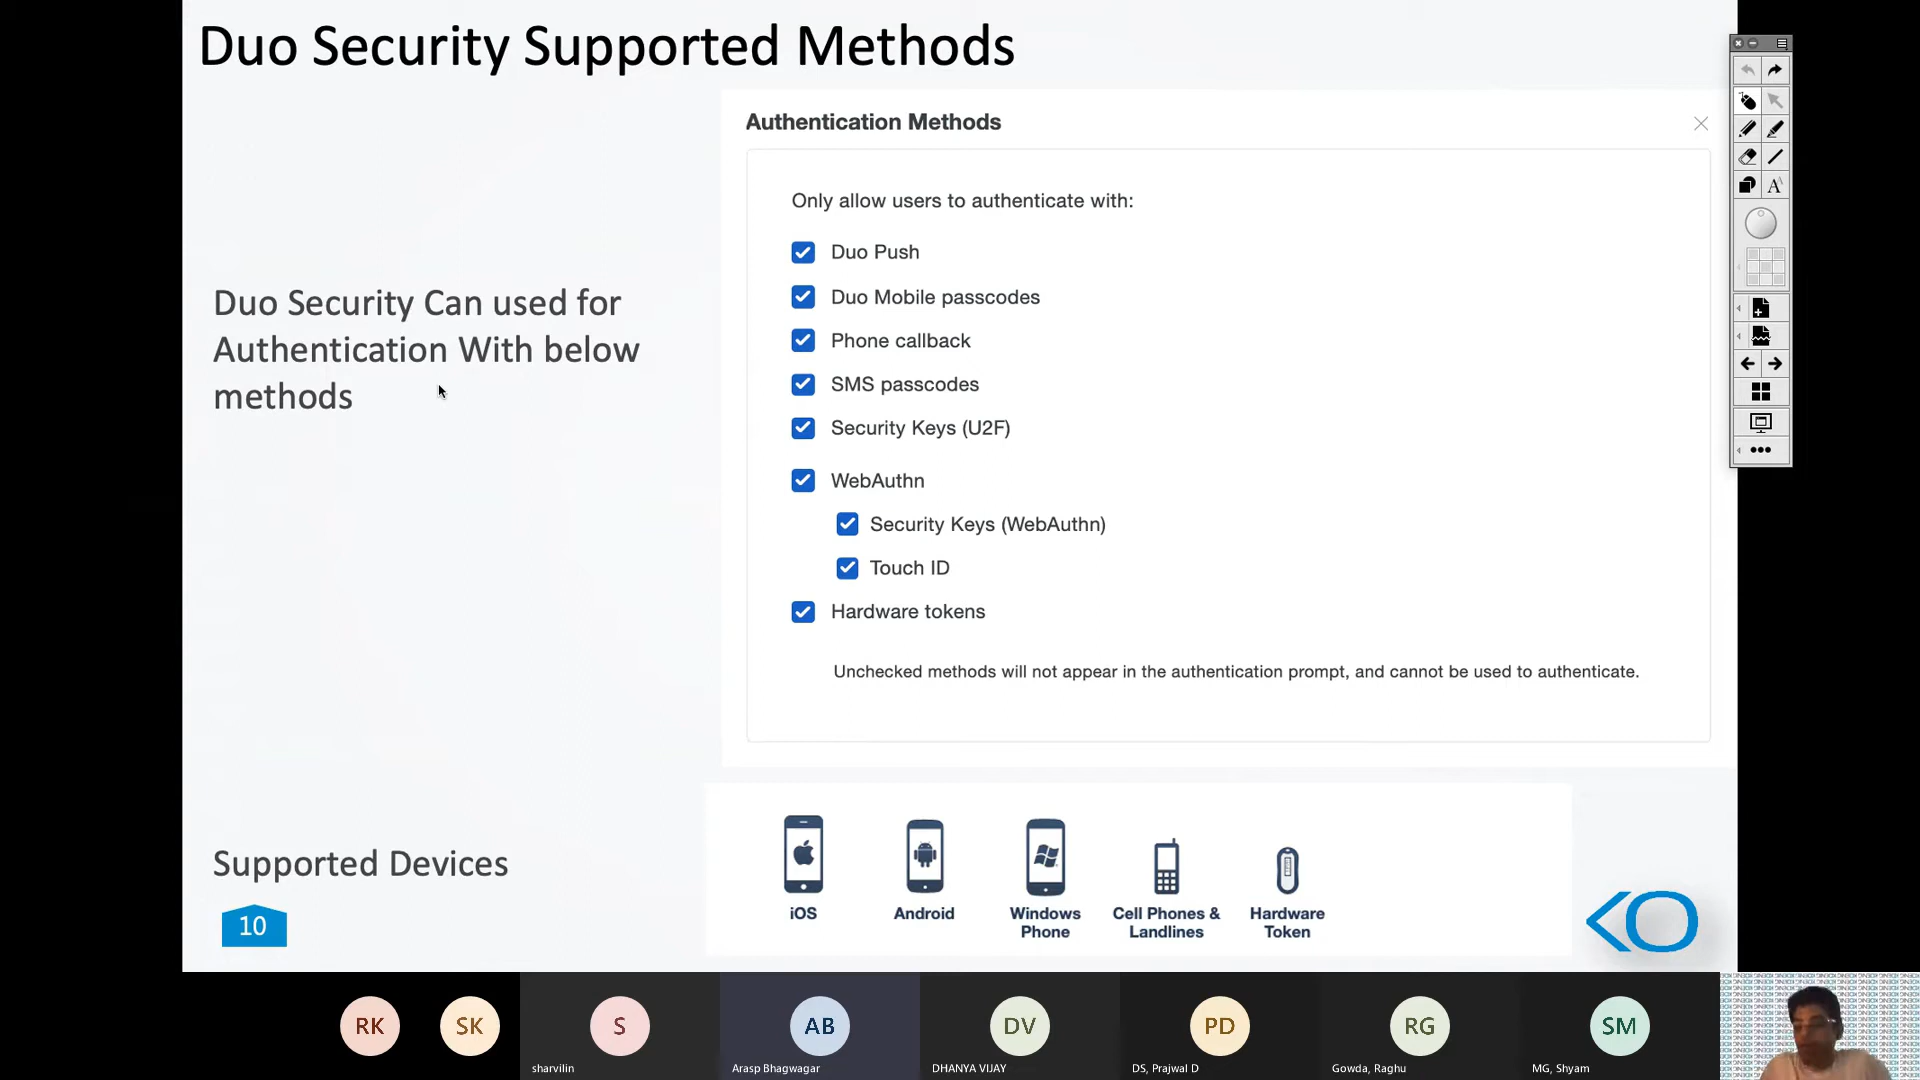 Duo Security Supported Methods
Authentication Methods
Only allow users to authenticate with:
Duo Push
Duo Mobile passcodes
Phone callback
SMS passcodes
Security Keys (U2F)
WebAuthn
Security Keys (WebAuthn)
Touch ID
Hardware tokens
Unchecked methods will not appear in the authentication prompt, and cannot be used to authenticate.
Duo Security Can used for
Authentication With below
methods
Supported Devices
iOS
Android
Windows
Phone
Cell Phones &
Landlines
Hardware
Token
10
RK
SK
S
sharvilin
AB
Arasp Bhagwagar
DV
DHANYA VIJAY
PD
DS, Prajwal D
RG
Gowda, Raghu
SM
MG, Shyam